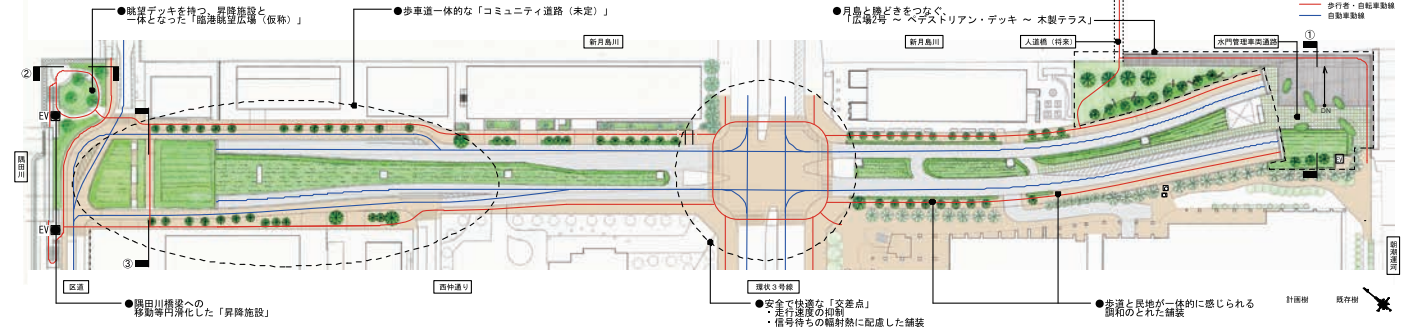 ●眺望デッキを持つ、昇降施設と
一体となった「臨港眺望広場（仮称）」
●歩車道一体的な「コミュニティ道路（未定）」
●月島と勝どきをつなぐ、
「広場2号 ～ ペデストリアン・デッキ ～ 木製テラス」
歩行者・自転車動線
自動車動線
新月島川
新月島川
人道橋（将来）
水門管理車両通路
①
②
EV
DN
隅田川
EV
③
朝潮運河
区道
西仲通り
環状3号線
●隅田川橋梁への
移動等円滑化した「昇降施設」
●安全で快適な「交差点」
・走行速度の抑制
・信号待ちの輻射熱に配慮した舗装
●歩道と民地が一体的に感じられる
調和のとれた舗装
計画樹
既存樹